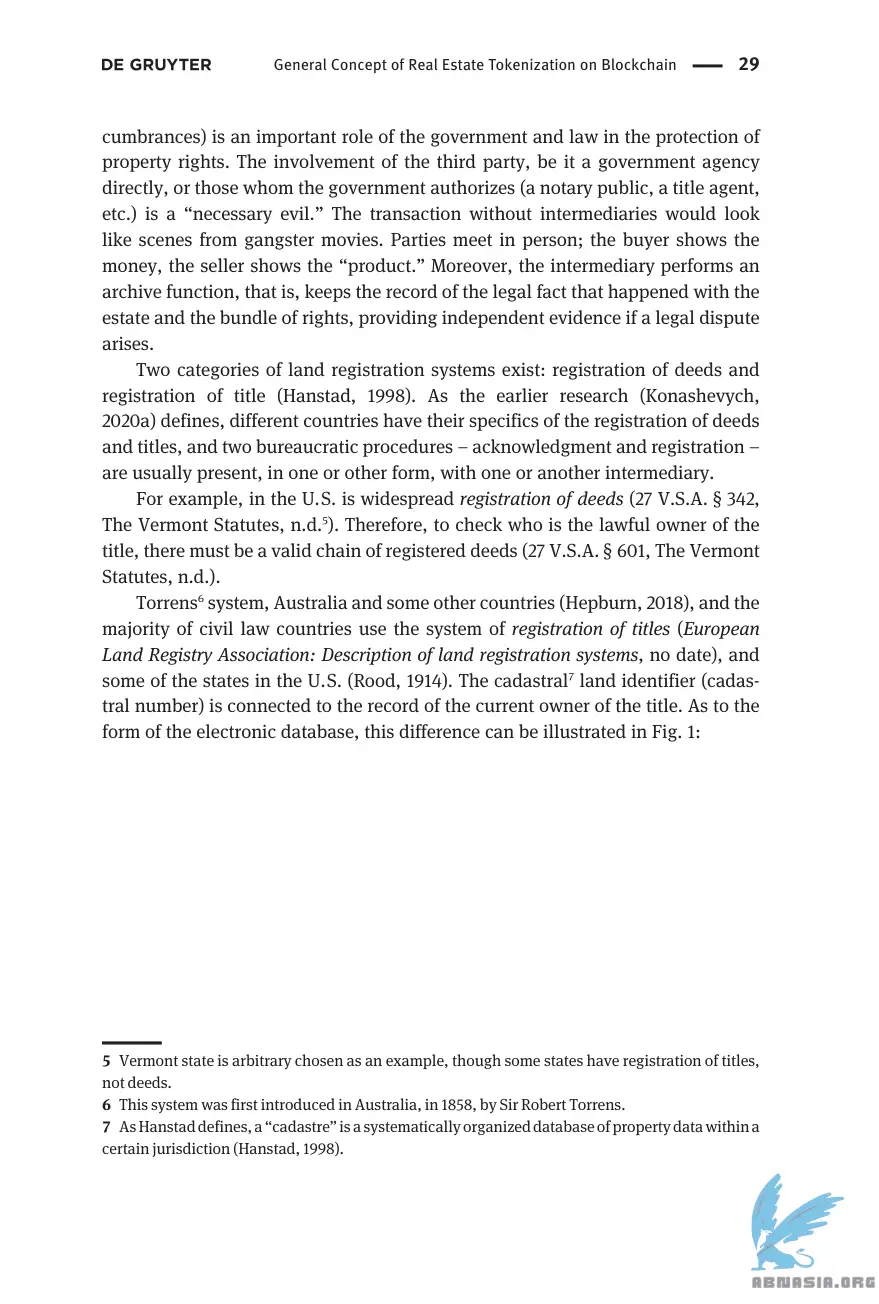 DE GRUYTER General Concept of Real Estate Tokenization on Blockchain — 29
cumbrances) is an important role of the government and law in the protection of
property rights. The involvement of the third party, be it a government agency
directly, or those whom the government authorizes (a notary public, a title agent,
etc.) is a “necessary evil.” The transaction without intermediaries would look
like scenes from gangster movies. Parties meet in person; the buyer shows the
money, the seller shows the “product.” Moreover, the intermediary performs an
archive function, that is, keeps the record of the legal fact that happened with the
estate and the bundle of rights, providing independent evidence if a legal dispute
arises.
Two categories of land registration systems exist: registration of deeds and
registration of title (Hanstad, 1998). As the earlier research (Konashevych,
2020a) defines, different countries have their specifics of the registration of deeds
and titles, and two bureaucratic procedures – acknowledgment and registration –
are usually present, in one or other form, with one or another intermediary.
For example, in the U.S. is widespread registration of deeds (27 V.S.A. § 342,
The Vermont Statutes, n.d.⁵). Therefore, to check who is the lawful owner of the
title, there must be a valid chain of registered deeds (27 V.S.A. § 601, The Vermont
Statutes, n.d.).
Torrens⁶ system, Australia and some other countries (Hepburn, 2018), and the
majority of civil law countries use the system of registration of titles (European
Land Registry Association: Description of land registration systems, no date), and
some of the states in the U.S. (Rood, 1914). The cadastral⁷ land identifier (cadas-
tral number) is connected to the record of the current owner of the title. As to the
form of the electronic database, this difference can be illustrated in Fig. 1:
5 Vermont state is arbitrary chosen as an example, though some states have registration of titles,
not deeds.
6 This system was first introduced in Australia, in 1858, by Sir Robert Torrens.
7 As Hanstad defines, a “cadastre” is a systematically organized database of property data within a
certain jurisdiction (Hanstad, 1998).
ABNASIA.ORG